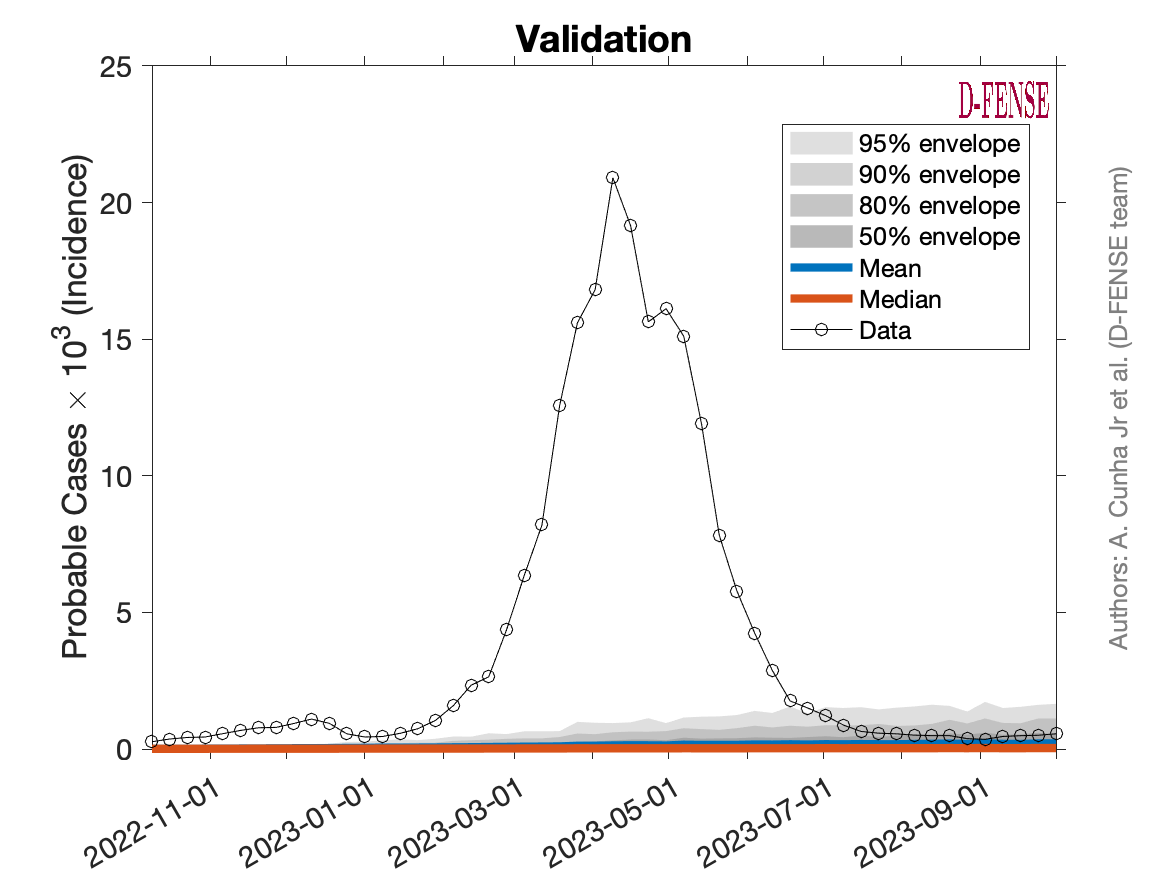 Validation
D-FENSE
95% envelope
90% envelope
80% envelope
50% envelope
Mean
Median
Data
Probable Cases × 10³ (Incidence)
25
20
15
10
5
0
2022-11-01
2023-01-01
2023-03-01
2023-05-01
2023-07-01
2023-09-01
Authors: A. Cunha Jr et al. (D-FENSE team)